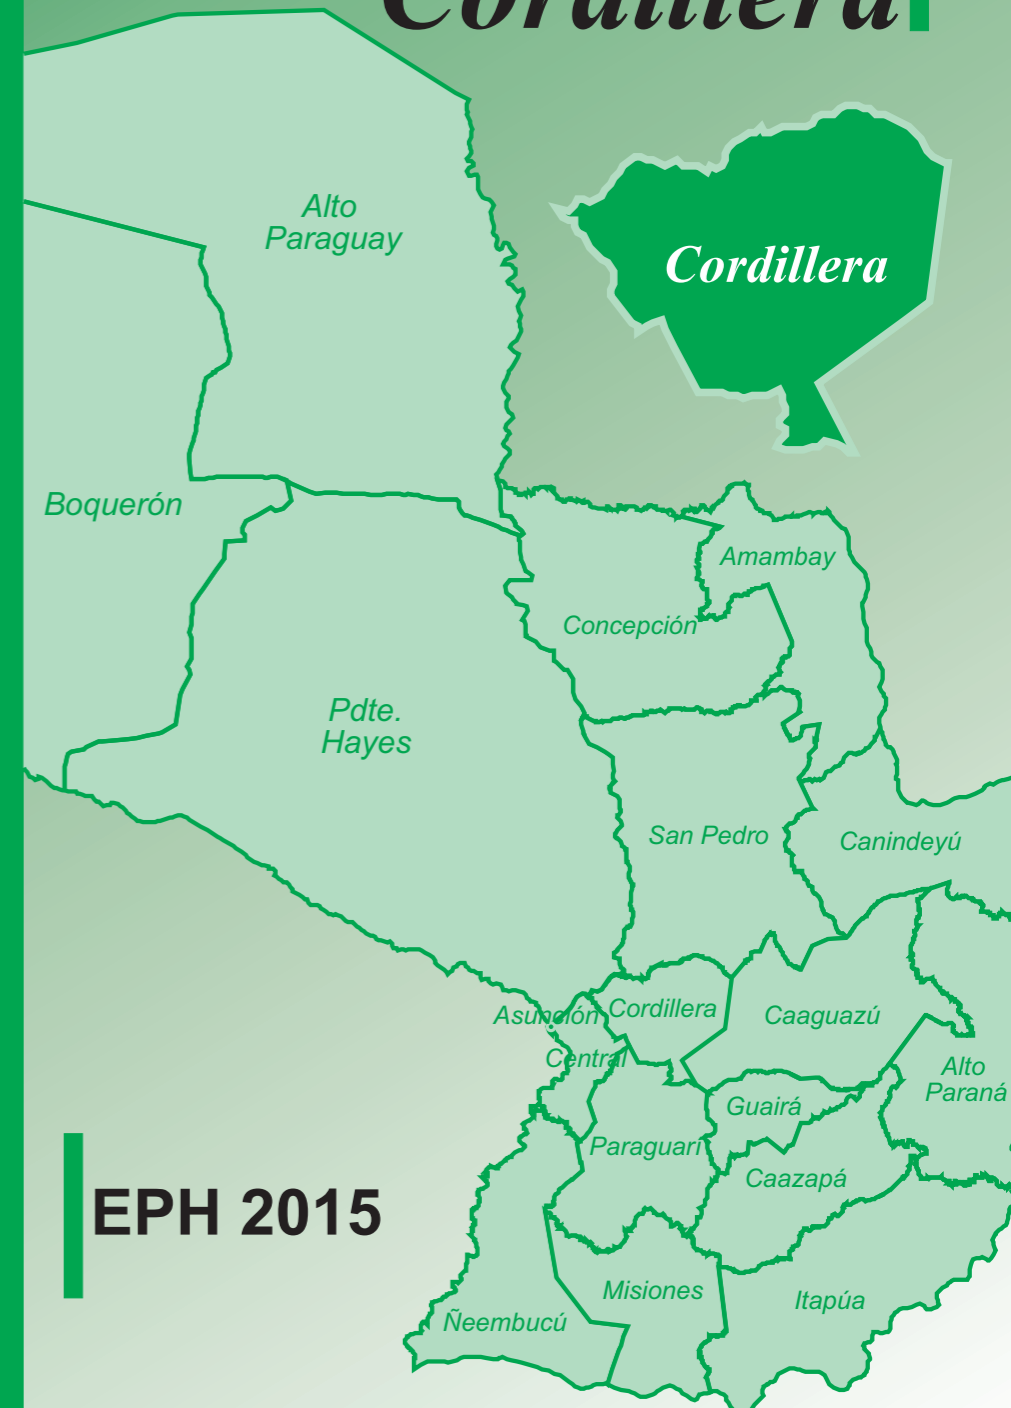 Cordillera
Alto
Paraguay
Cordillera
Boquerón
Amambay
Concepción
Pdte.
Hayes
San Pedro
Canindeyú
Asunción
Cordillera
Caaguazú
Central
Alto
Paraná
Guairá
Paraguarí
Caazapá
EPH 2015
Misiones
Itapúa
Ñeembucú